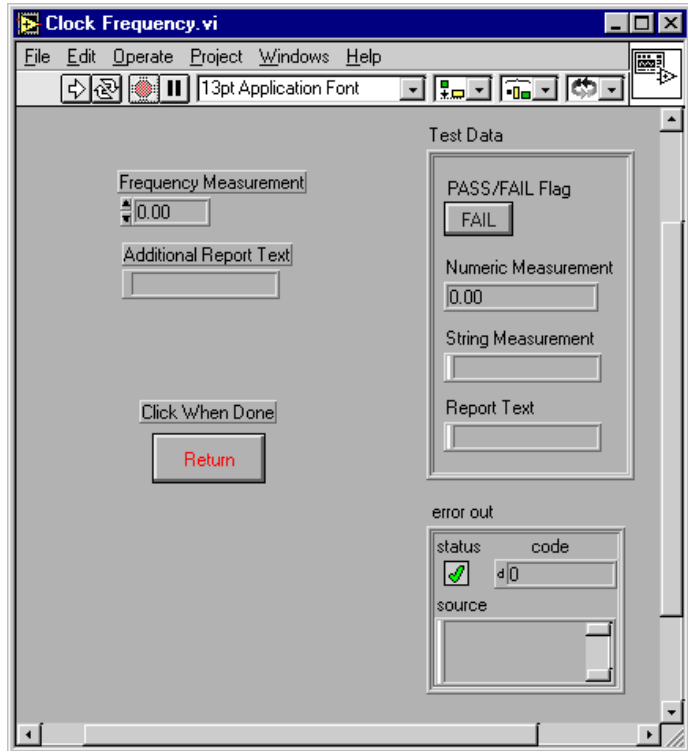 Clock Frequency.vi
File Edit Operate Project Windows Help
13pt Application Font
Test Data
Frequency Measurement
0.00
Additional Report Text
PASS/FAIL Flag
FAIL
Numeric Measurement
0.00
String Measurement
Report Text
Click When Done
Return
error out
status code
d 0
source